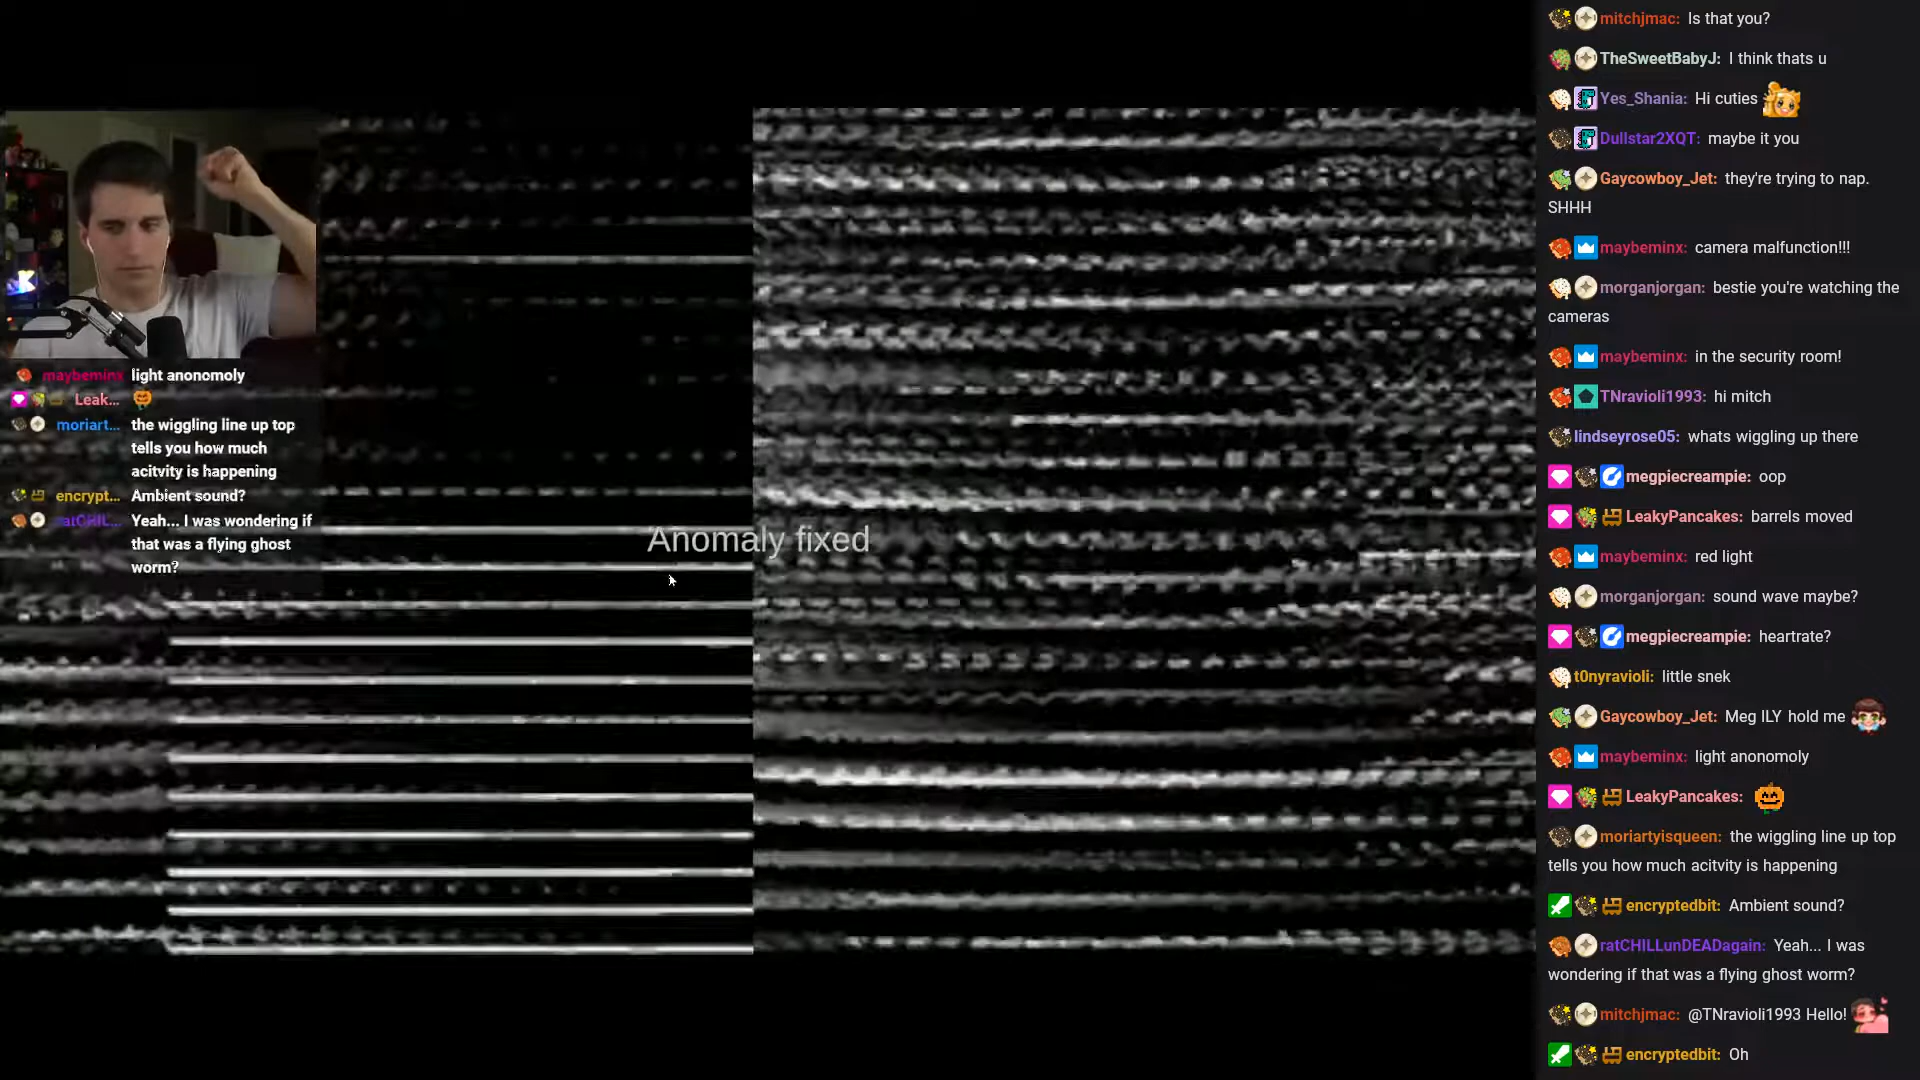 maybeminx light anonomoly
Leak...
moriart... the wiggling line up top
tells you how much
acitvity is happening
encrypt... Ambient sound?
ratCHIL... Yeah... I was wondering if
that was a flying ghost
worm?
Anomaly fixed
mitchjmac: Is that you?
TheSweetBabyJ: I think thats u
Yes_Shania: Hi cuties
Dullstar2XQT: maybe it you
Gaycowboy_Jet: they're trying to nap.
SHHH
maybeminx: camera malfunction!!!
morganjorgan: bestie you're watching the
cameras
maybeminx: in the security room!
TNravioli1993: hi mitch
lindseyrose05: whats wiggling up there
megpiecreampie: oop
LeakyPancakes: barrels moved
maybeminx: red light
morganjorgan: sound wave maybe?
megpiecreampie: heartrate?
t0nyravioli: little snek
Gaycowboy_Jet: Meg ILY hold me
maybeminx: light anonomoly
LeakyPancakes:
moriartyisqueen: the wiggling line up top
tells you how much acitvity is happening
encryptedbit: Ambient sound?
ratCHILLunDEADagain: Yeah... I was
wondering if that was a flying ghost worm?
mitchjmac: @TNravioli1993 Hello!
encryptedbit: Oh